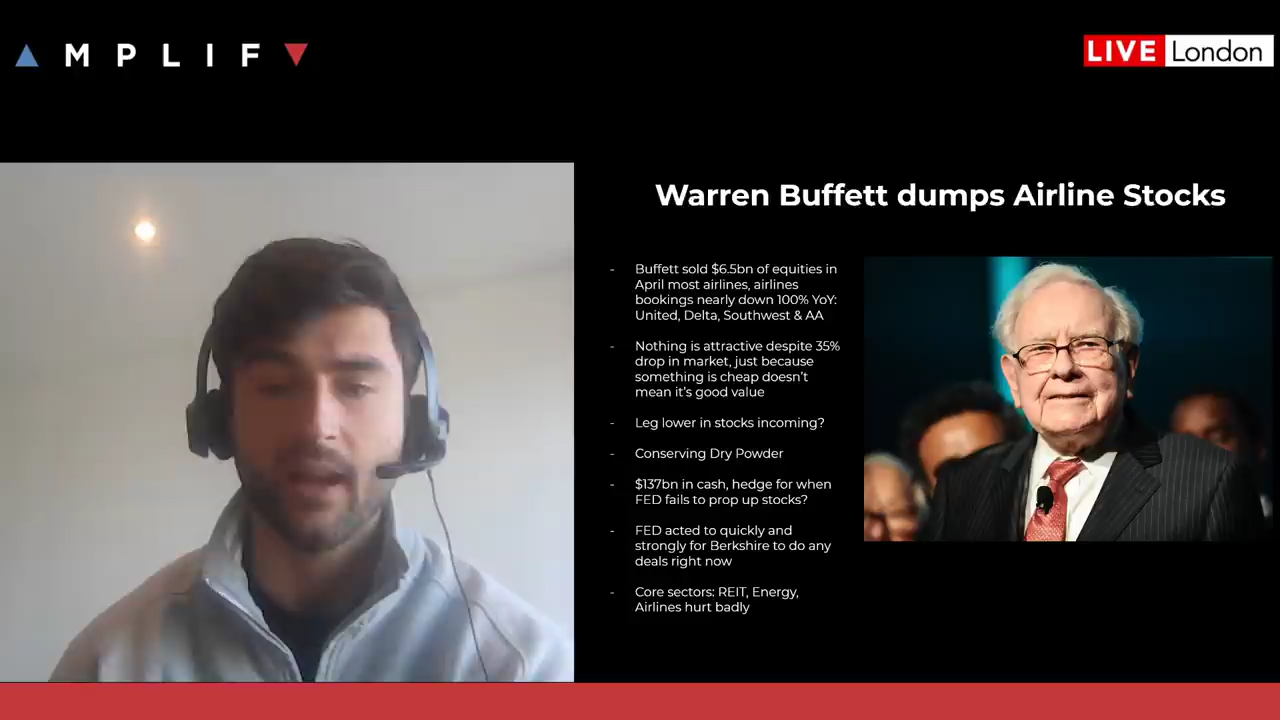 AMPLIFY
LIVE London
Warren Buffett dumps Airline Stocks
- Buffett sold $6.5bn of equities in
April most airlines, airlines
bookings nearly down 100% YoY:
United, Delta, Southwest & AA
- Nothing is attractive despite 35%
drop in market, just because
something is cheap doesn't
mean it's good value
- Leg lower in stocks incoming?
- Conserving Dry Powder
- $137bn in cash, hedge for when
FED fails to prop up stocks?
- FED acted to quickly and
strongly for Berkshire to do any
deals right now
- Core sectors: REIT, Energy,
Airlines hurt badly